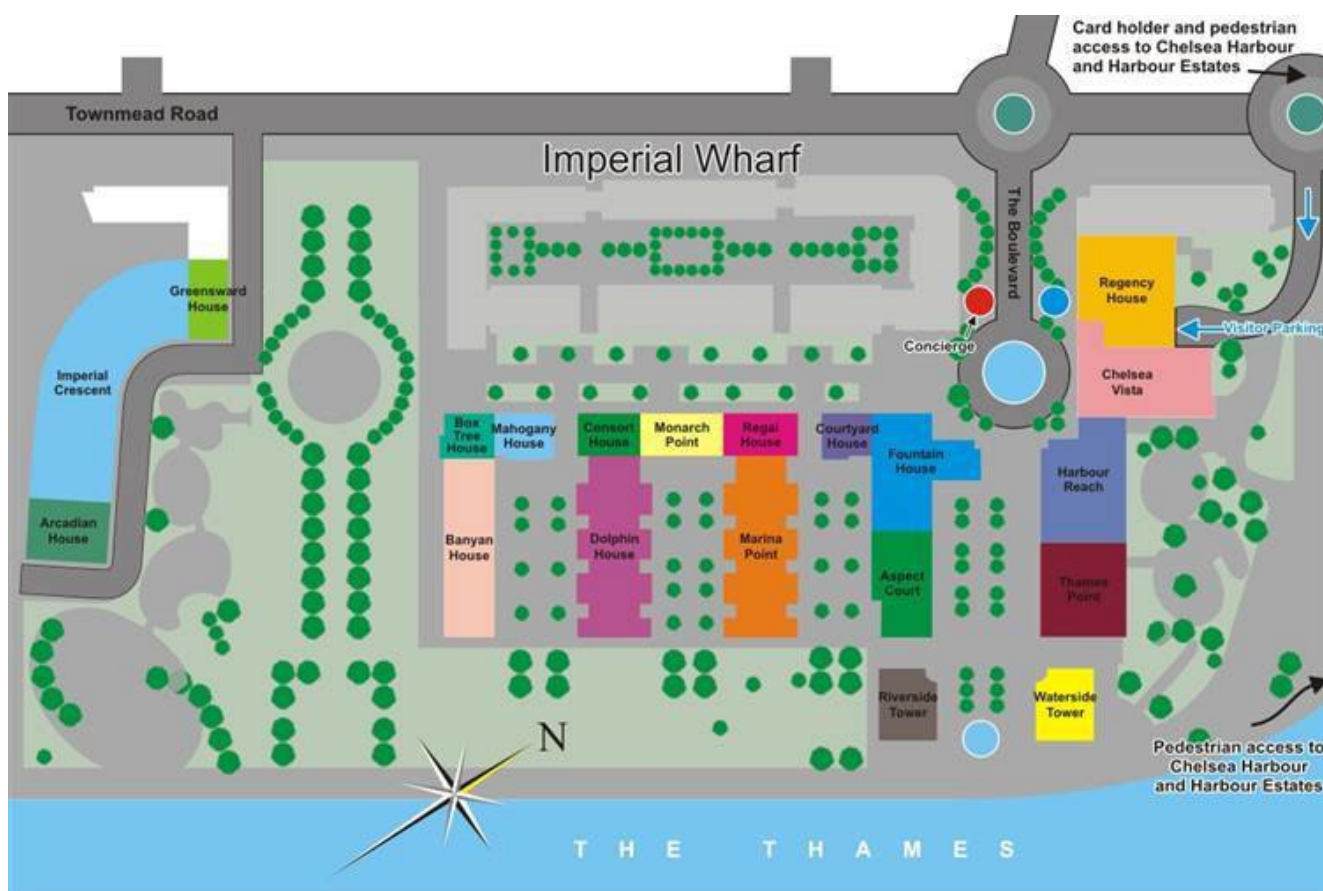 Card holder and pedestrian
access to Chelsea Harbour
and Harbour Estates
Townmead Road
Imperial Wharf
The Boulevard
Greensward
House
Regency
House
Visitor Parking
Concierge
Imperial
Crescent
Chelsea
Vista
Box
Tree
House
Mahogany
House
Consort
House
Monarch
Point
Regal
House
Courtyard
House
Fountain
House
Harbour
Reach
Arcadian
House
Banyan
House
Dolphin
House
Marina
Point
Aspect
Court
Thames
Point
Riverside
Tower
Waterside
Tower
N
Pedestrian access to
Chelsea Harbour
and Harbour Estates
THE THAMES